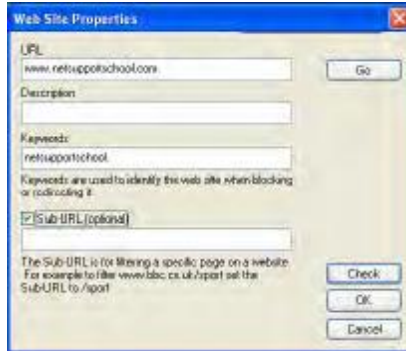 Web Site Properties
URL
www.netsupportschool.com
Go
Description
Keywords
netsupportschool
Keywords are used to identify the web site when blocking
or redirecting it
Sub-URL (optional)
The Sub-URL is for filtering a specific page on a website
For example to filter www.bbc.co.uk/sport set the
Sub-URL to /sport
Check
OK
Cancel